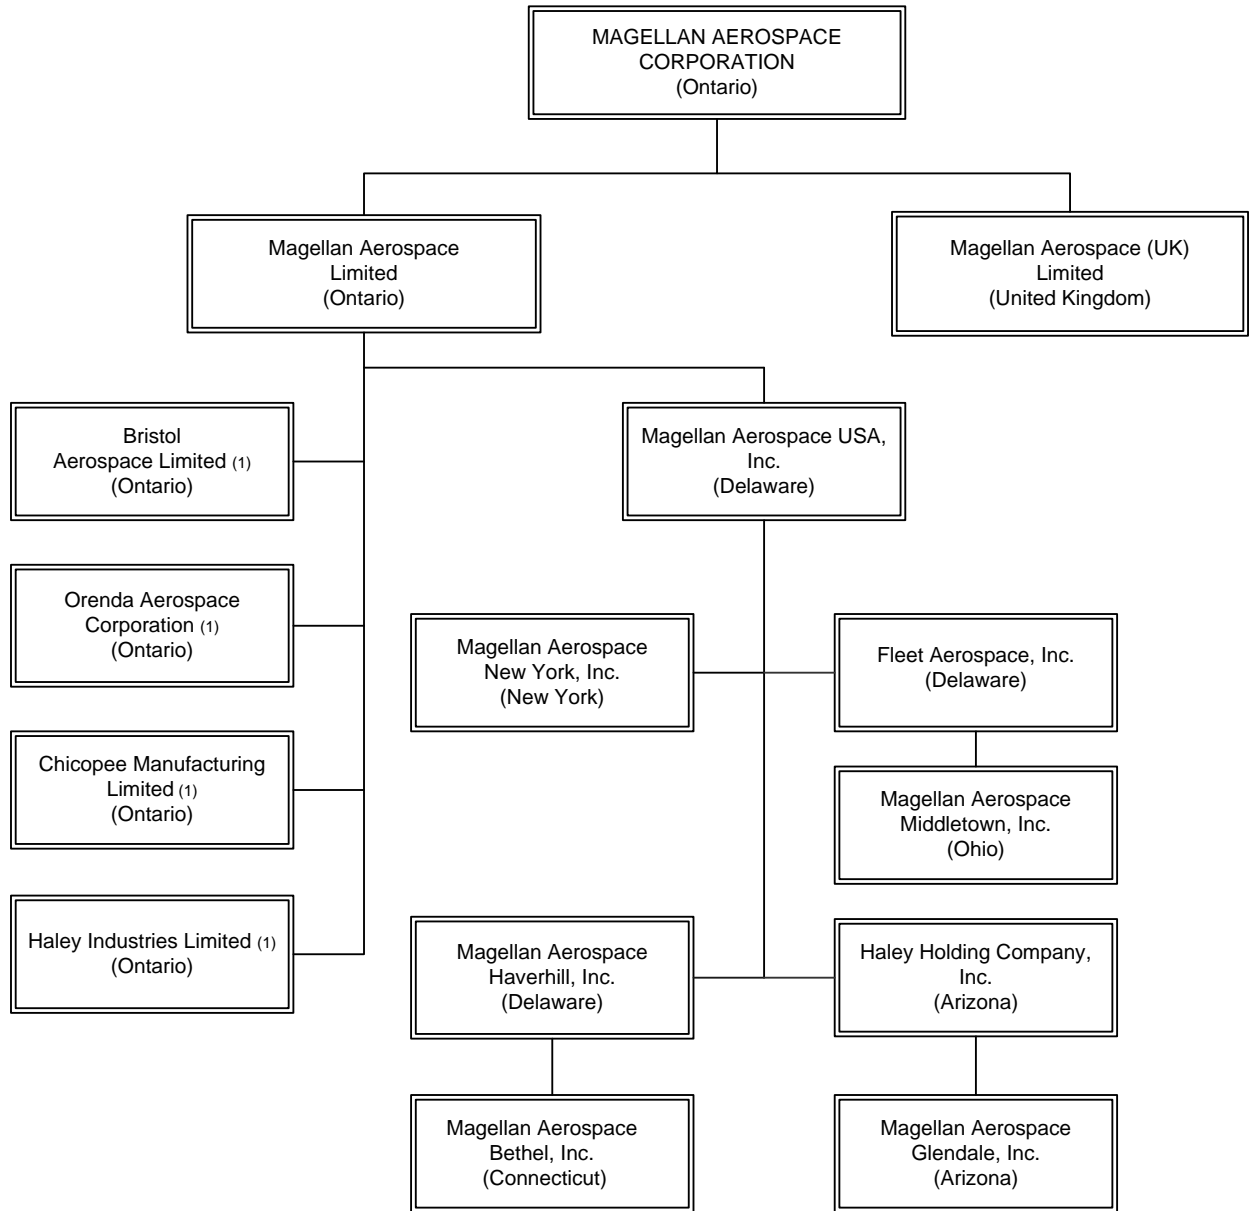 MAGELLAN AEROSPACE
CORPORATION
(Ontario)
Magellan Aerospace
Limited
(Ontario)
Magellan Aerospace (UK)
Limited
(United Kingdom)
Bristol
Aerospace Limited (1)
(Ontario)
Magellan Aerospace USA,
Inc.
(Delaware)
Orenda Aerospace
Corporation (1)
(Ontario)
Magellan Aerospace
New York, Inc.
(New York)
Fleet Aerospace, Inc.
(Delaware)
Chicopee Manufacturing
Limited (1)
(Ontario)
Magellan Aerospace
Middletown, Inc.
(Ohio)
Haley Industries Limited (1)
(Ontario)
Magellan Aerospace
Haverhill, Inc.
(Delaware)
Haley Holding Company,
Inc.
(Arizona)
Magellan Aerospace
Bethel, Inc.
(Connecticut)
Magellan Aerospace
Glendale, Inc.
(Arizona)